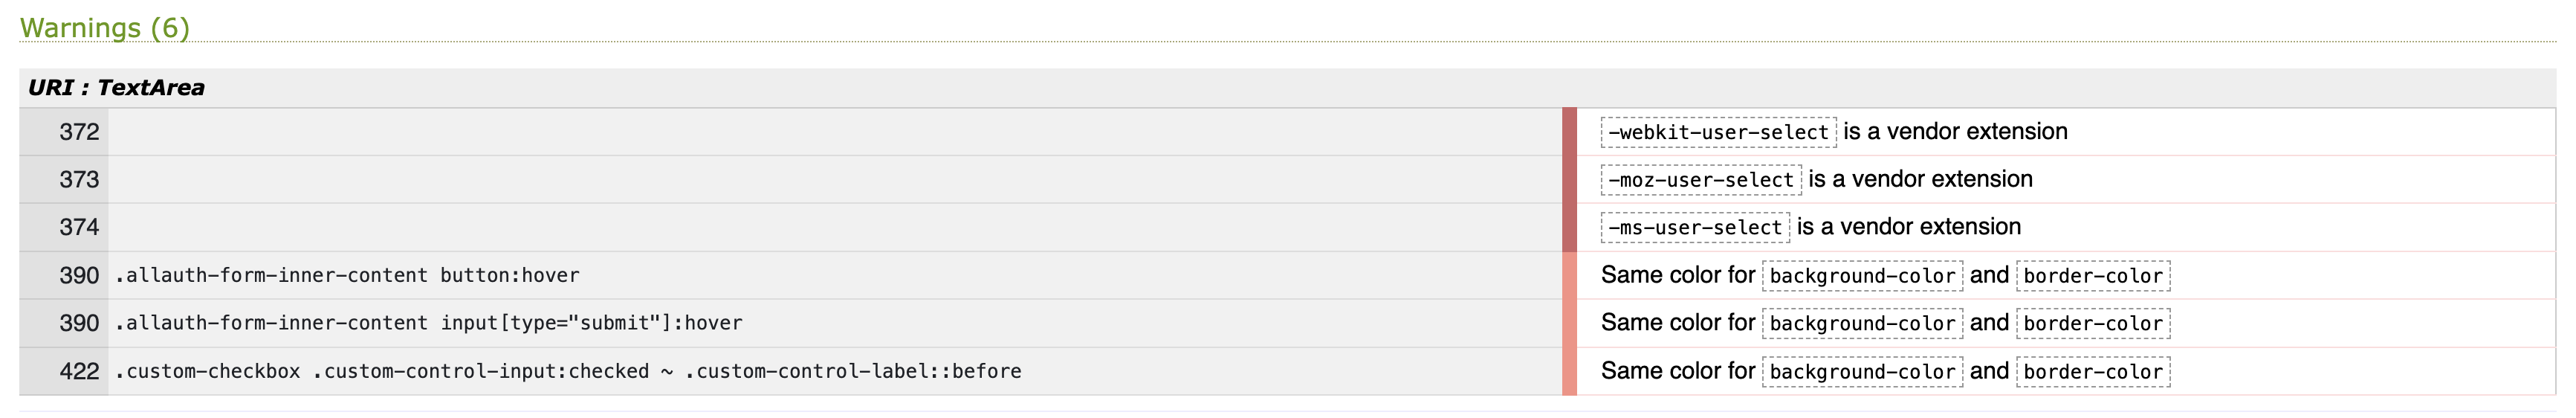 Warnings (6)
URI : TextArea
372 -webkit-user-select is a vendor extension
373 -moz-user-select is a vendor extension
374 -ms-user-select is a vendor extension
390 .allauth-form-inner-content button:hover Same color for background-color and border-color
390 .allauth-form-inner-content input[type="submit"]:hover Same color for background-color and border-color
422 .custom-checkbox .custom-control-input:checked ~ .custom-control-label::before Same color for background-color and border-color